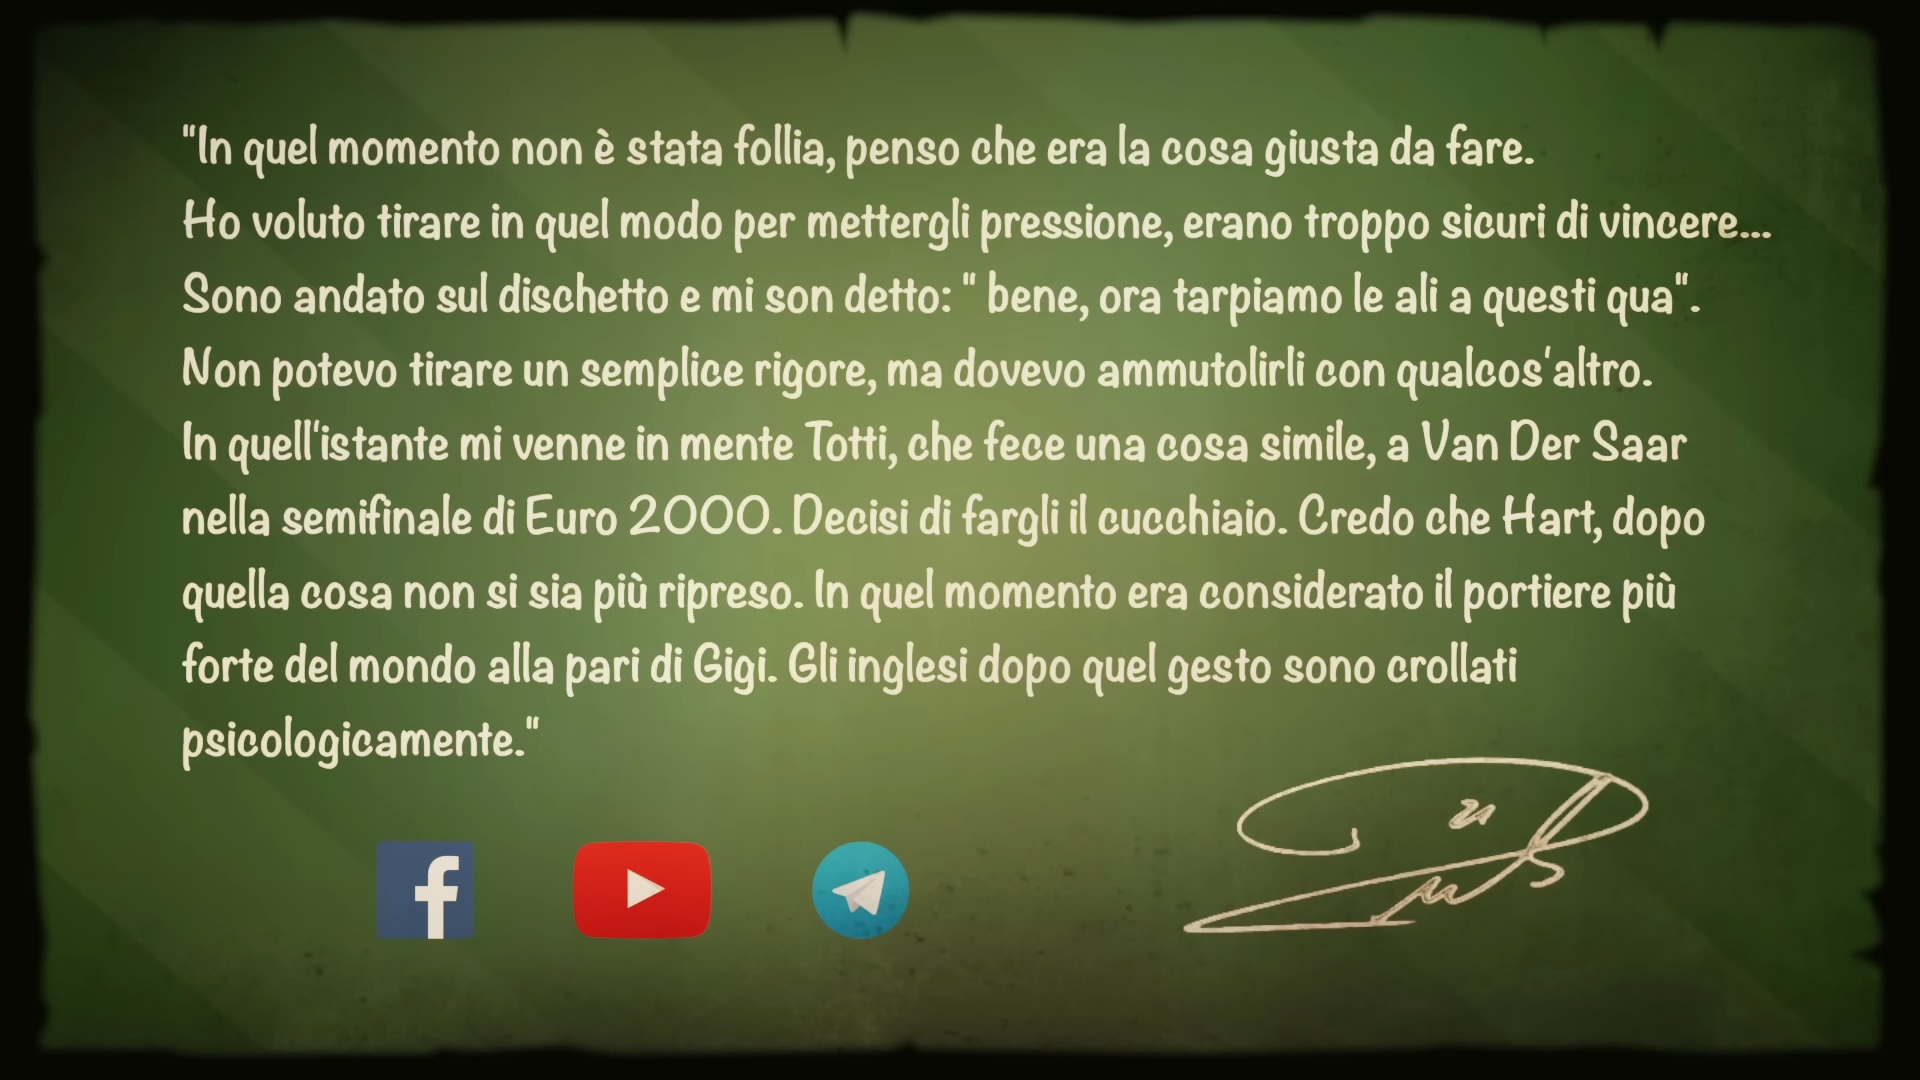 "In quel momento non è stata follia, penso che era la cosa giusta da fare.
Ho voluto tirare in quel modo per mettergli pressione, erano troppo sicuri di vincere...
Sono andato sul dischetto e mi son detto: " bene, ora tarpiamo le ali a questi qua".
Non potevo tirare un semplice rigore, ma dovevo ammutolirli con qualcos'altro.
In quell'istante mi venne in mente Totti, che fece una cosa simile, a Van Der Saar
nella semifinale di Euro 2000. Decisi di fargli il cucchiaio. Credo che Hart, dopo
quella cosa non si sia più ripreso. In quel momento era considerato il portiere più
forte del mondo alla pari di Gigi. Gli inglesi dopo quel gesto sono crollati
psicologicamente."